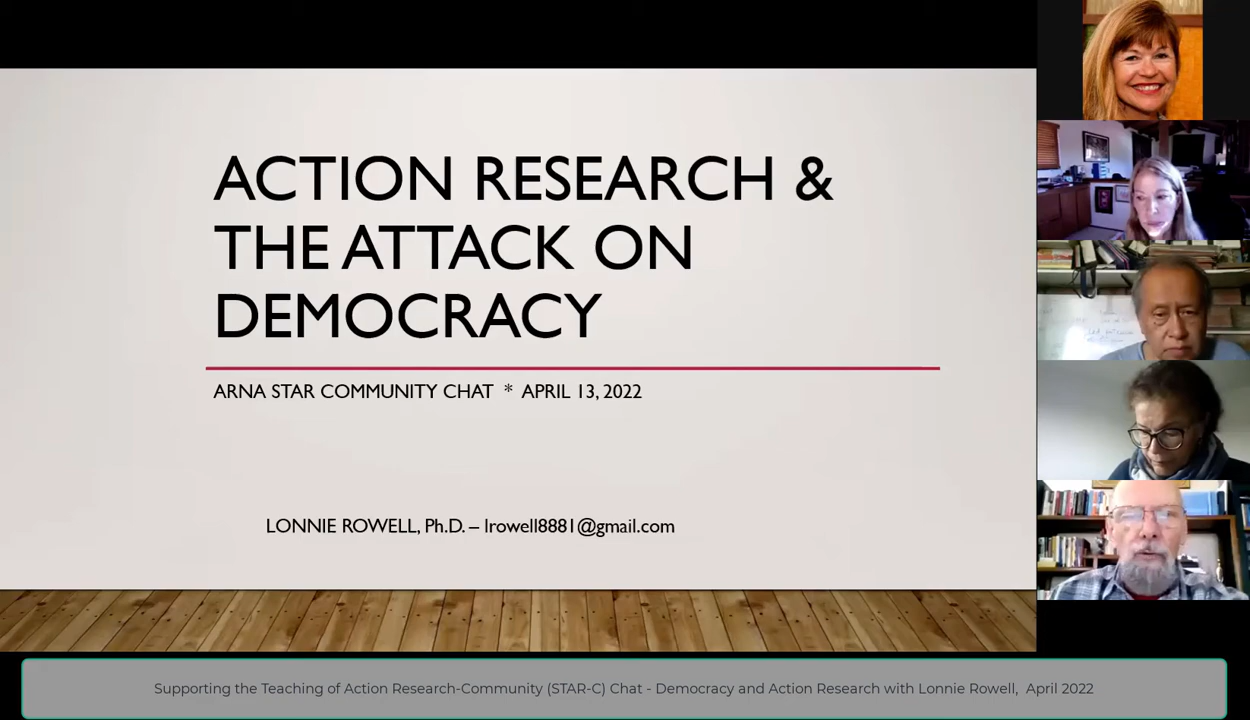 ACTION RESEARCH &
THE ATTACK ON
DEMOCRACY
ARNA STAR COMMUNITY CHAT * APRIL 13, 2022
LONNIE ROWELL, Ph.D. – lrowell8881@gmail.com
Supporting the Teaching of Action Research-Community (STAR-C) Chat - Democracy and Action Research with Lonnie Rowell, April 2022